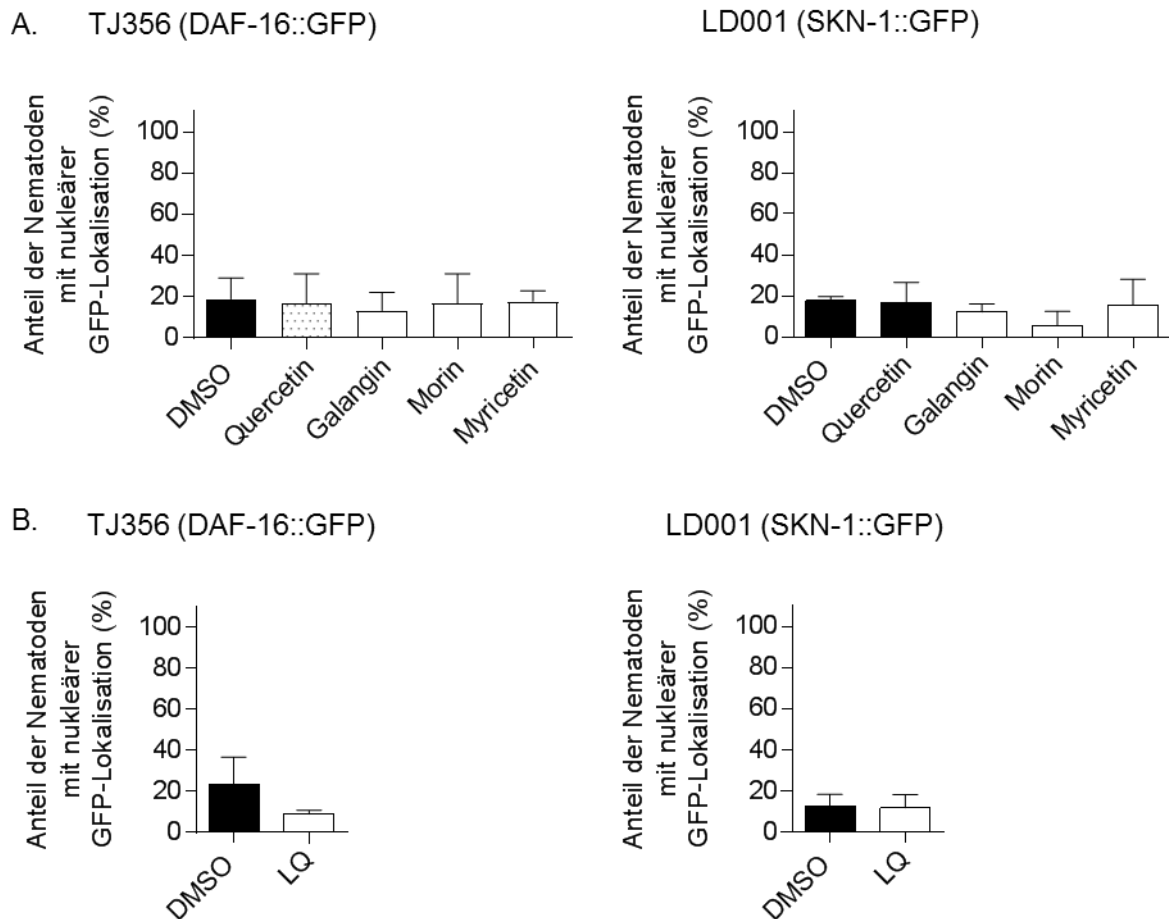 A. TJ356 (DAF-16::GFP)
LD001 (SKN-1::GFP)
Anteil der Nematoden
mit nukleärer
GFP-Lokalisation (%)
100
80
60
40
20
0
DMSO
Quercetin
Galangin
Morin
Myricetin
Anteil der Nematoden
mit nukleärer
GFP-Lokalisation (%)
100
80
60
40
20
0
DMSO
Quercetin
Galangin
Morin
Myricetin
B. TJ356 (DAF-16::GFP)
LD001 (SKN-1::GFP)
Anteil der Nematoden
mit nukleärer
GFP-Lokalisation (%)
100
80
60
40
20
0
DMSO
LQ
Anteil der Nematoden
mit nukleärer
GFP-Lokalisation (%)
100
80
60
40
20
0
DMSO
LQ